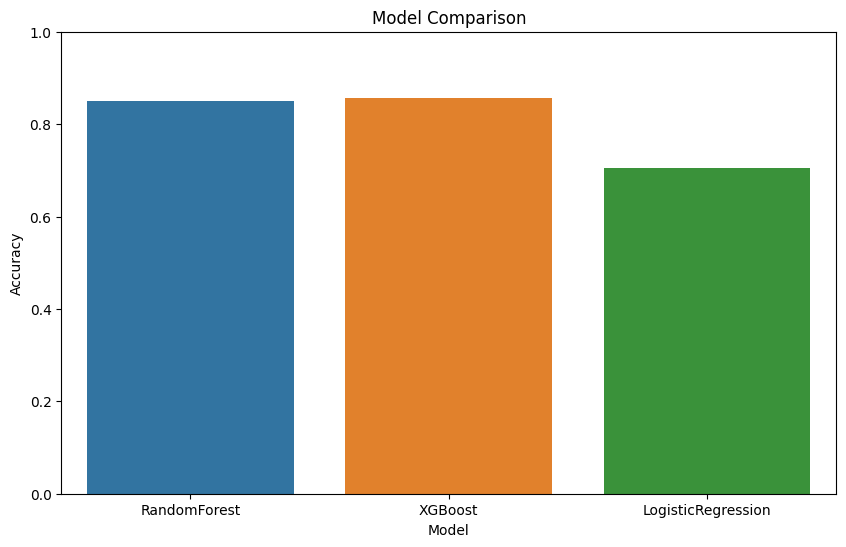 Model Comparison
1.0
0.8
0.6
0.4
0.2
0.0
Accuracy
RandomForest
XGBoost
LogisticRegression
Model